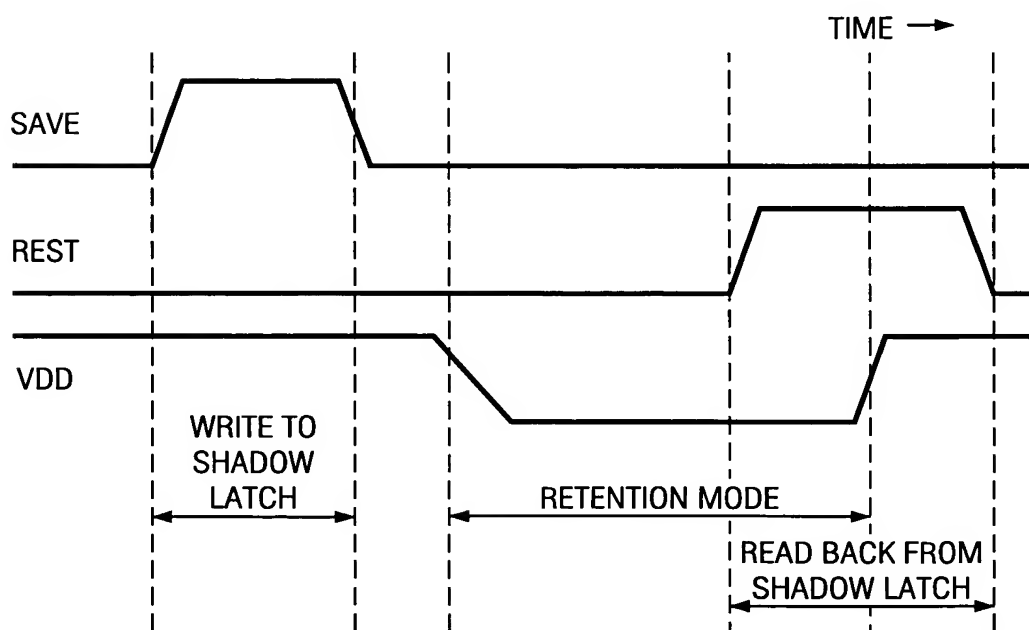 TIME
SAVE
REST
VDD
WRITE TO
SHADOW
LATCH
RETENTION MODE
READ BACK FROM
SHADOW LATCH